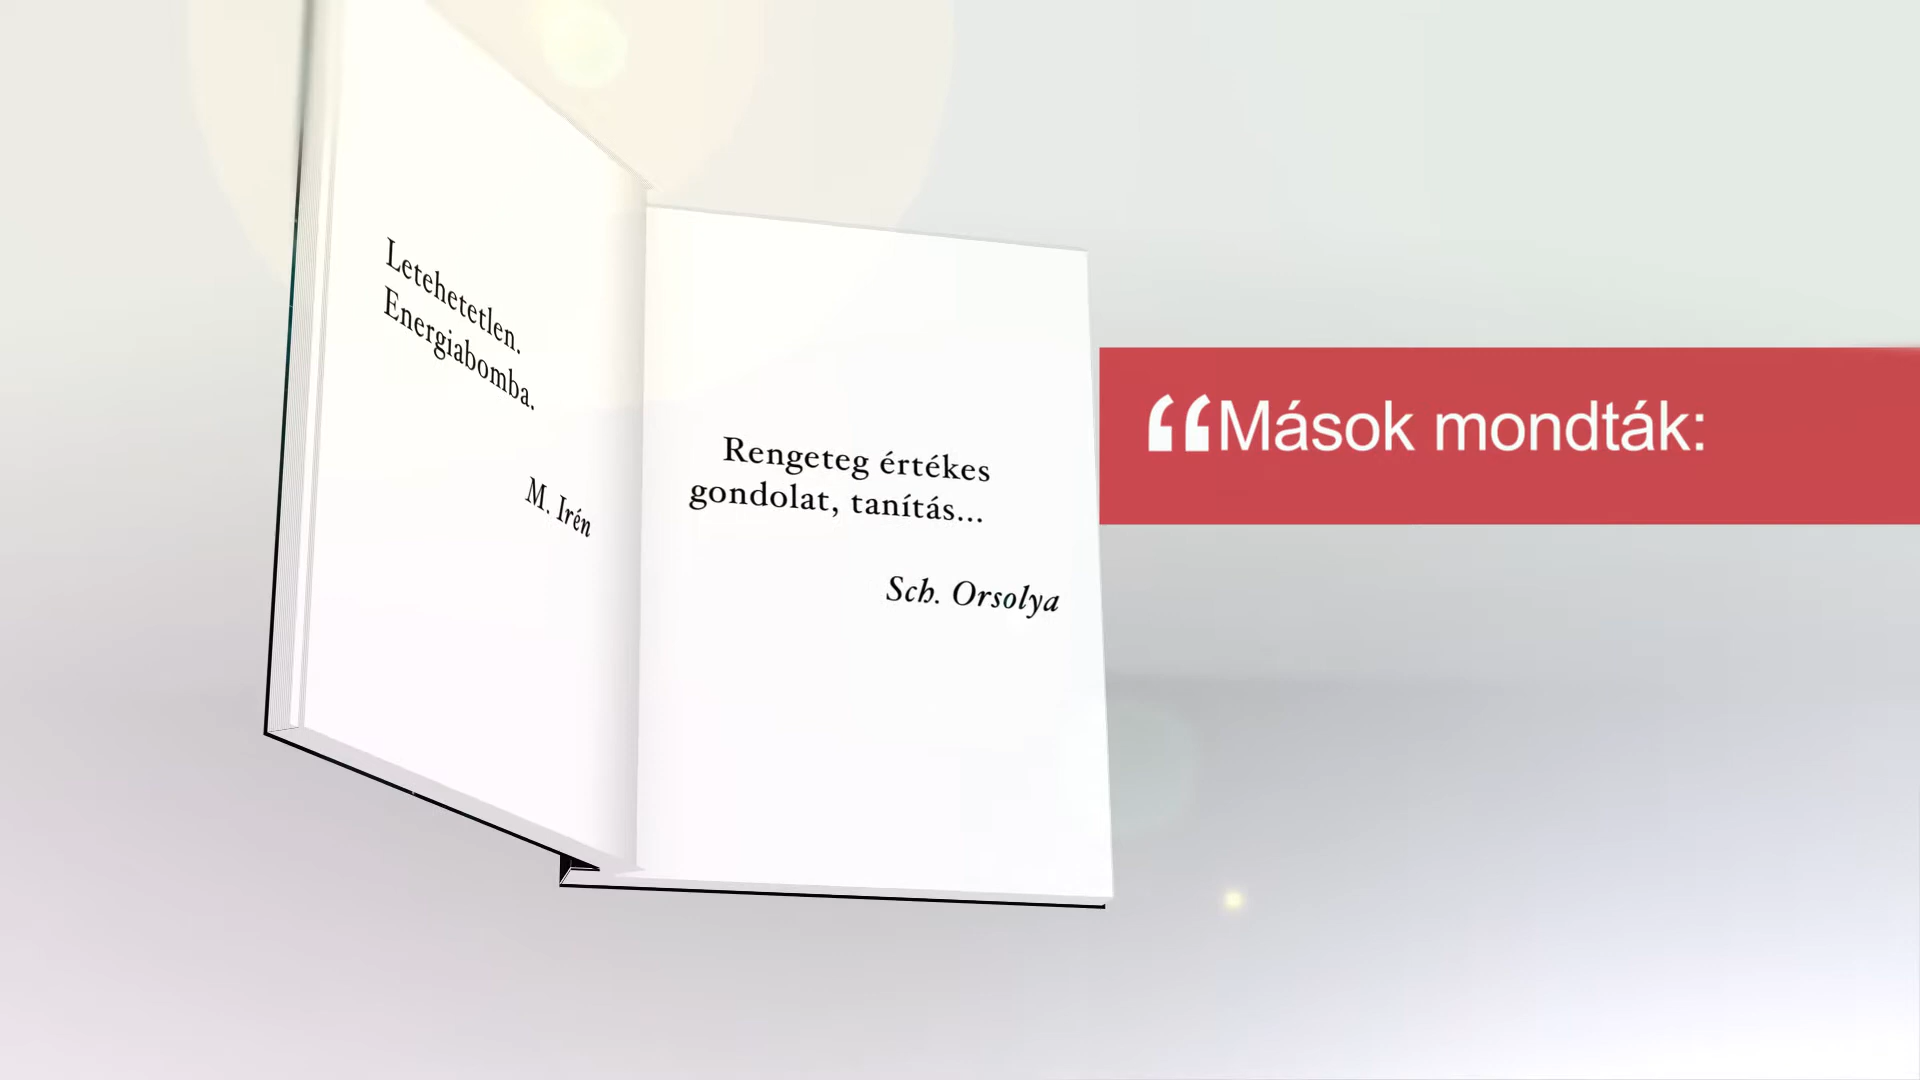 Letehetetlen.
Energiabomba.
M. Irén
Rengeteg értékes
gondolat, tanítás...
Sch. Orsolya
“Mások mondták: